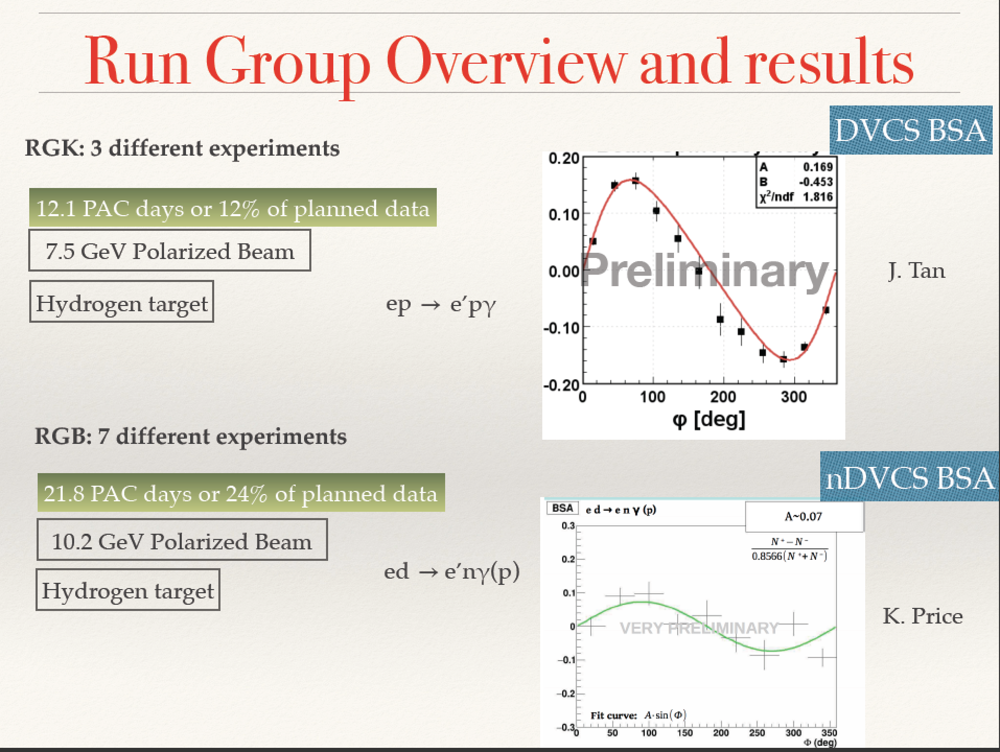 Run Group Overview and results
DVCS BSA
RGK: 3 different experiments
12.1 PAC days or 12% of planned data
7.5 GeV Polarized Beam
Hydrogen target
ep → e′pγ
0.20
0.10
0.00
-0.10
-0.20
A 0.169
B -0.453
χ²/ndf 1.816
Preliminary
0 100 200 300
φ [deg]
J. Tan
RGB: 7 different experiments
21.8 PAC days or 24% of planned data
10.2 GeV Polarized Beam
Hydrogen target
ed → e′nγ(p)
nDVCS BSA
BSA e d → e n γ (p)
A~0.07
N⁺ − N⁻
0.8566(N⁺ + N⁻)
0.3
0.2
0.1
0
−0.1
−0.2
−0.3
VERY PRELIMINARY
Fit curve: A·sin(Φ)
0 50 100 150 200 250 300 350
Φ (deg)
K. Price